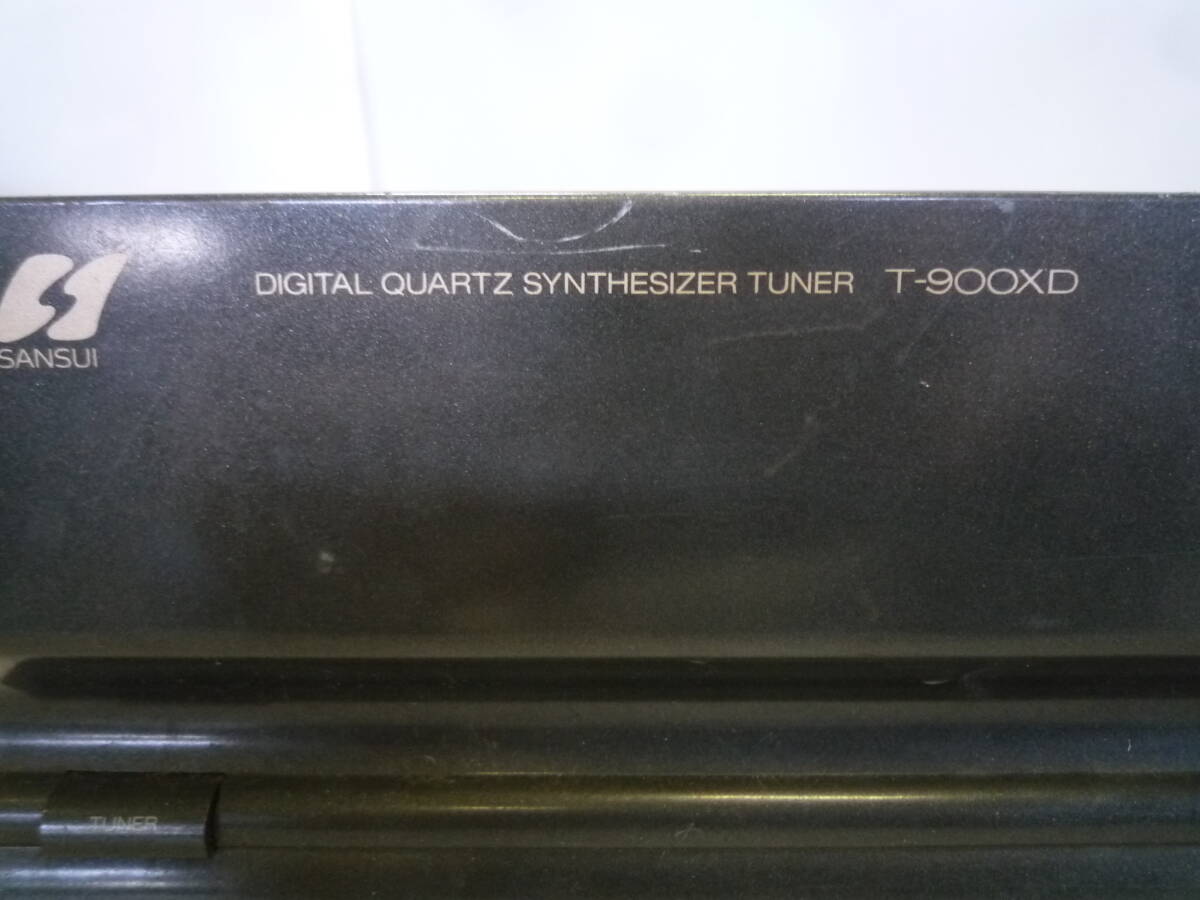 DIGITAL QUARTZ SYNTHESIZER TUNER T-900XD
SANSUI
TUNER